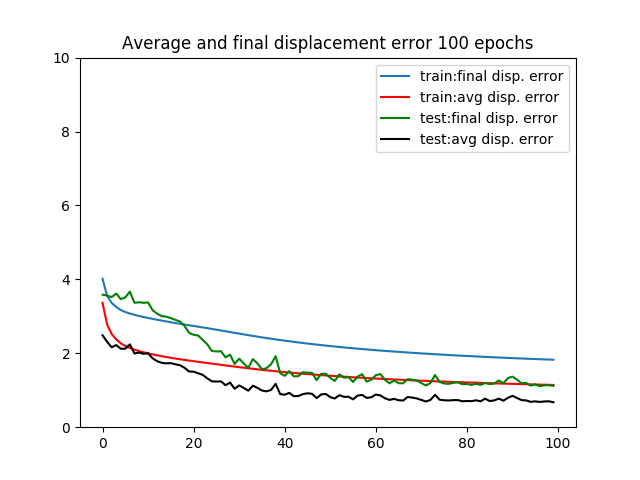 Average and final displacement error 100 epochs
train:final disp. error
train:avg disp. error
test:final disp. error
test:avg disp. error
10
8
6
4
2
0
0 20 40 60 80 100